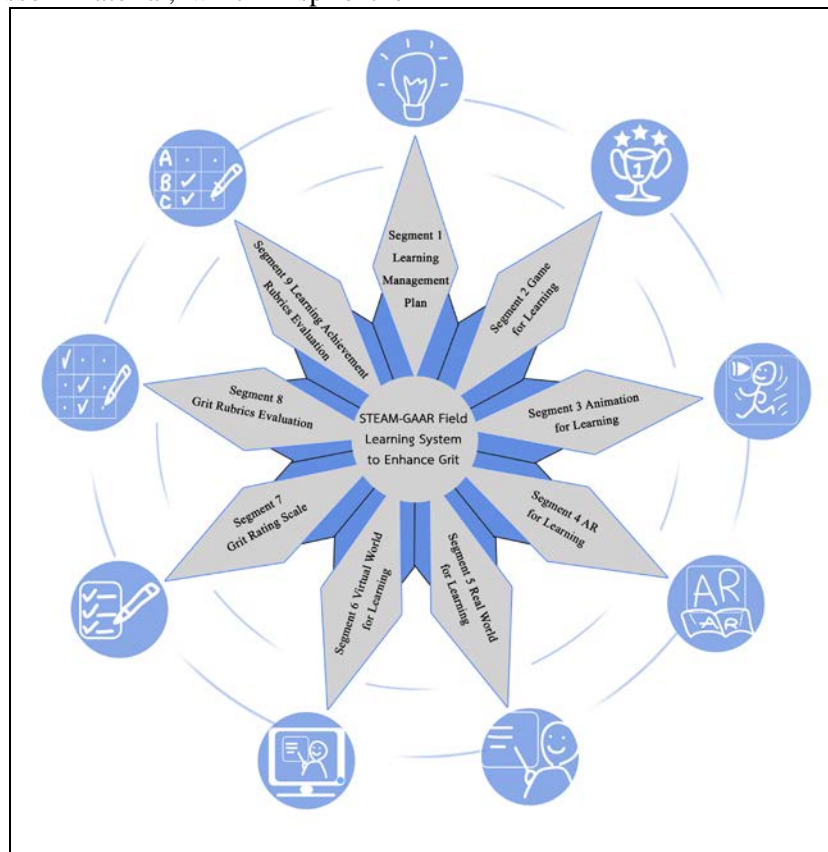 STEAM-GAAR Field
Learning System
to Enhance Grit
Segment 1
Learning
Management
Plan
Segment 2 Game
for Learning
Segment 3 Animation
for Learning
Segment 4 AR
for Learning
Segment 5 Real World
for Learning
Segment 6 Virtual World
for Learning
Segment 7
Grit Rating Scale
Segment 8
Grit Rubrics Evaluation
Segment 9 Learning Achievement
Rubrics Evaluation
1
AR
AR
A
B
C